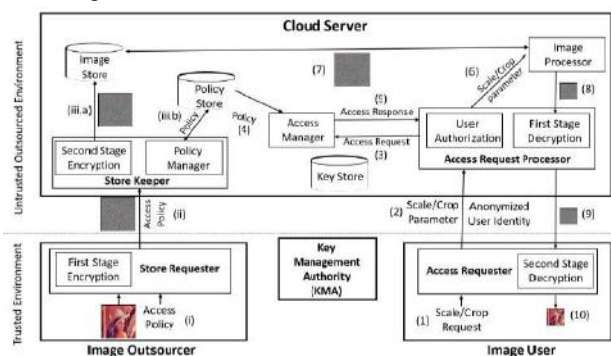 Cloud Server
Untrusted Outsourced Environment
Image
Store
(7)
(6)
Scale/Crop
parameter
Image
Processor
(iii.a)
Policy
Store
(iii.b)
Policy
Policy
(4)
Access
Manager
(5)
Access Response
Access Request
(3)
User
Authorization
First Stage
Decryption
Access Request Processor
(8)
Second Stage
Encryption
Policy
Manager
Store Keeper
Key Store
Access
Policy
(ii)
(2)
Scale/Crop
Parameter
Anonymized
User Identity
(9)
Trusted Environment
First Stage
Encryption
Store Requester
Access
Policy
(i)
Image Outsourcer
Key
Management
Authority
(KMA)
Access Requester
Second Stage
Decryption
(1)
Scale/Crop
Request
(10)
Image User